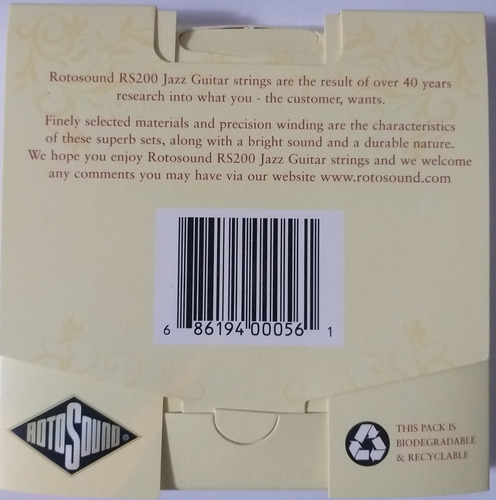 Rotosound RS200 Jazz Guitar strings are the result of over 40 years
research into what you - the customer, wants.
Finely selected materials and precision winding are the characteristics
of these superb sets, along with a bright sound and a durable nature.
We hope you enjoy Rotosound RS200 Jazz Guitar strings and we welcome
any comments you may have via our website www.rotosound.com
6 86194 00056 1
ROTOSOUND®
THIS PACK IS
BIODEGRADABLE
& RECYCLABLE